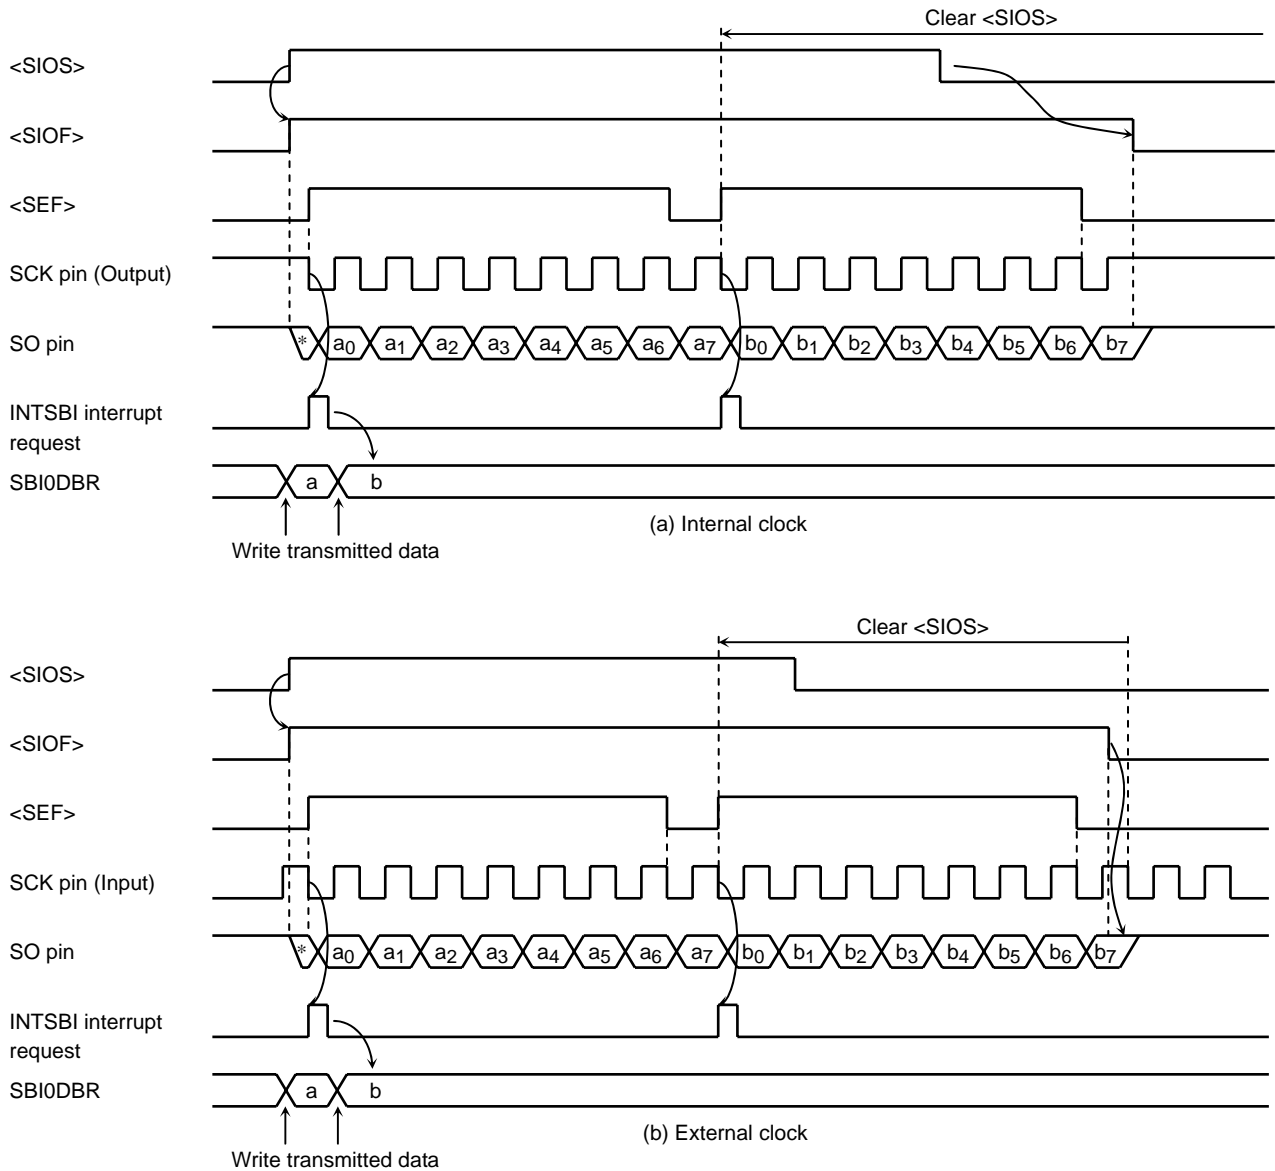 Clear <SIOS>
<SIOS>
<SIOF>
<SEF>
SCK pin (Output)
SO pin
* a0 a1 a2 a3 a4 a5 a6 a7 b0 b1 b2 b3 b4 b5 b6 b7
INTSBI interrupt
request
SBI0DBR
a b
(a) Internal clock
Write transmitted data
Clear <SIOS>
<SIOS>
<SIOF>
<SEF>
SCK pin (Input)
SO pin
* a0 a1 a2 a3 a4 a5 a6 a7 b0 b1 b2 b3 b4 b5 b6 b7
INTSBI interrupt
request
SBI0DBR
a b
(b) External clock
Write transmitted data